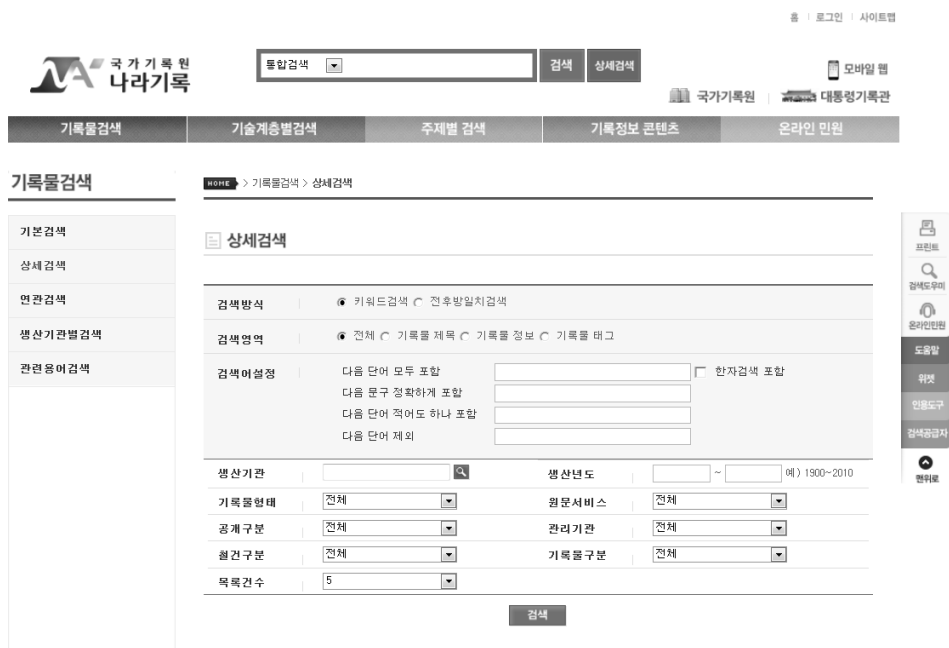 홈 로그인 사이트맵
국가기록원
나라기록
통합검색 검색 상세검색
모바일 웹
국가기록원 대통령기록관
기록물검색 기술계층별검색 주제별 검색 기록정보 콘텐츠 온라인 민원
기록물검색
HOME > 기록물검색 > 상세검색
기본검색
상세검색
연관검색
생산기관별검색
관련용어검색
상세검색
검색방식 키워드검색 전후방일치검색
검색영역 전체 기록물 제목 기록물 정보 기록물 태그
검색어설정 다음 단어 모두 포함 한자검색 포함
다음 문구 정확하게 포함
다음 단어 적어도 하나 포함
다음 단어 제외
생산기관 생산년도 ~ 예) 1900~2010
기록물형태 전체 원문서비스 전체
공개구분 전체 관리기관 전체
철건구분 전체 기록물구분 전체
목록건수 5
검색
프린트
검색도우미
온라인민원
도움말
위젯
인용도구
검색공급자
맨위로